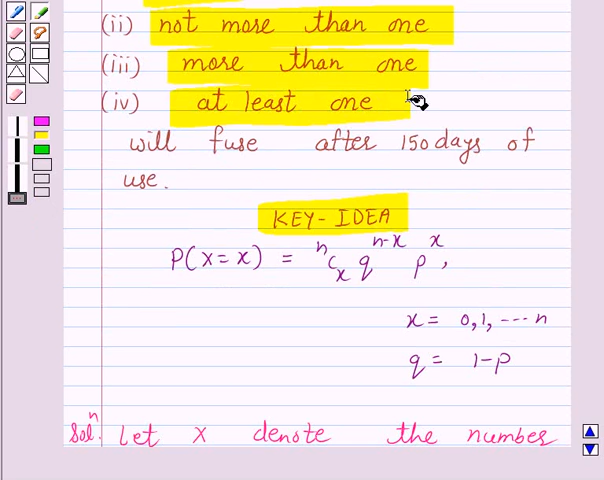 (ii) not more than one
(iii) more than one
(iv) at least one
will fuse after 150 days of
use.
KEY-IDEA
P(X=x) = ⁿCₓ qⁿ⁻ˣ pˣ,
x = 0,1,---- n
q = 1-p
Solⁿ. Let X denote the number